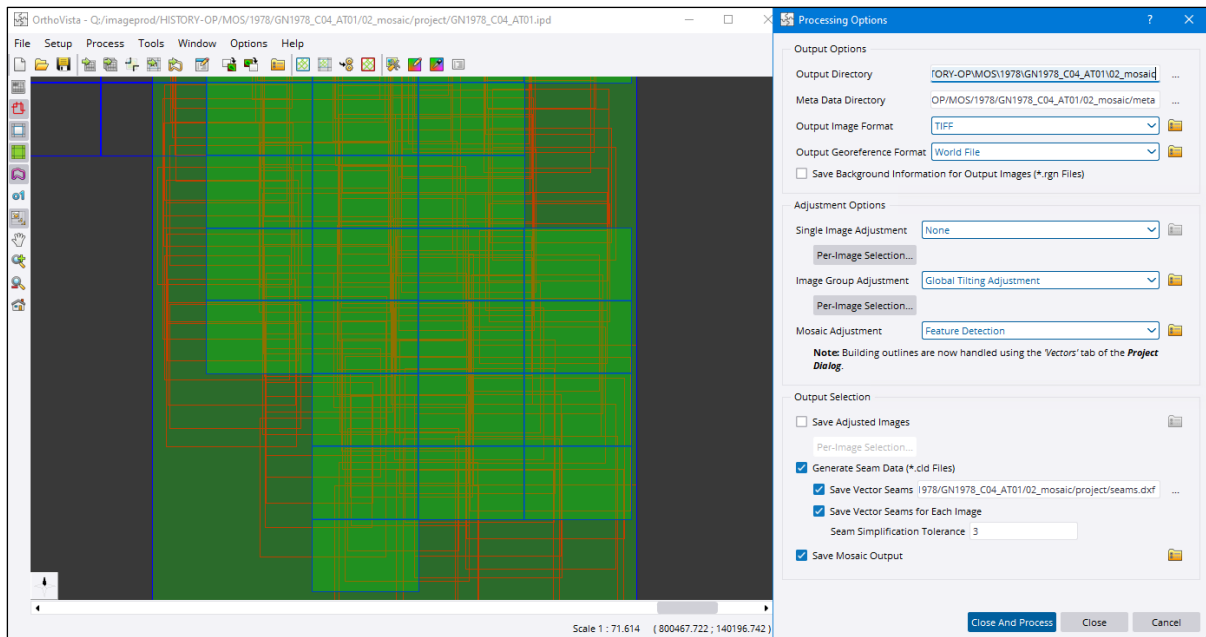 OrthoVista - Q:/imageprod/HISTORY-OP/MOS/1978/GN1978_C04_AT01/02_mosaic/project/GN1978_C04_AT01.ipd
File Setup Process Tools Window Options Help
Scale 1 : 71.614 ( 800467.722 ; 140196.742 )
Processing Options
Output Options
Output Directory TORY-OP\MOS\1978\GN1978_C04_AT01\02_mosaic ...
Meta Data Directory OP/MOS/1978/GN1978_C04_AT01/02_mosaic/meta ...
Output Image Format TIFF
Output Georeference Format World File
Save Background Information for Output Images (*.rgn Files)
Adjustment Options
Single Image Adjustment None
Per-Image Selection...
Image Group Adjustment Global Tilting Adjustment
Per-Image Selection...
Mosaic Adjustment Feature Detection
Note: Building outlines are now handled using the 'Vectors' tab of the Project
Dialog.
Output Selection
Save Adjusted Images
Per-Image Selection...
Generate Seam Data (*.cld Files)
Save Vector Seams 1978/GN1978_C04_AT01/02_mosaic/project/seams.dxf ...
Save Vector Seams for Each Image
Seam Simplification Tolerance 3
Save Mosaic Output
Close And Process Close Cancel